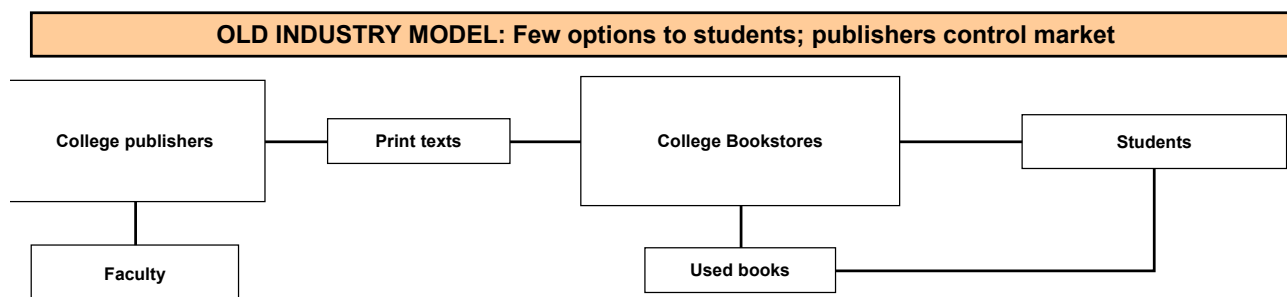 OLD INDUSTRY MODEL: Few options to students; publishers control market
College publishers
Print texts
College Bookstores
Students
Faculty
Used books